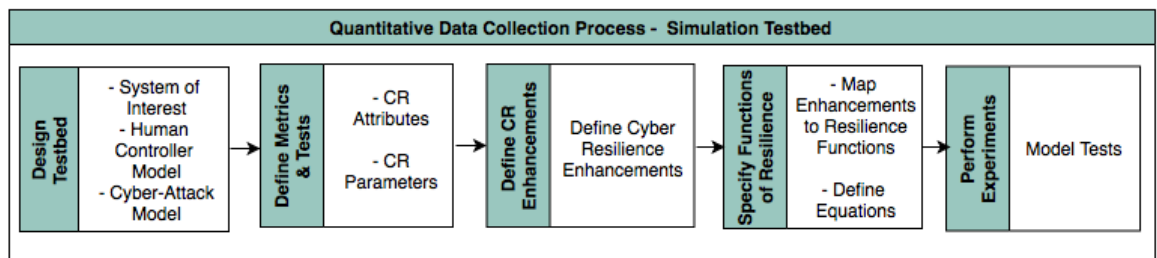 Quantitative Data Collection Process - Simulation Testbed
Design
Testbed
- System of
Interest
- Human
Controller
Model
- Cyber-Attack
Model
Define Metrics
& Tests
- CR
Attributes
- CR
Parameters
Define CR
Enhancements
Define Cyber
Resilience
Enhancements
Specify Functions
of Resilience
- Map
Enhancements
to Resilience
Functions
- Define
Equations
Perform
Experiments
Model Tests